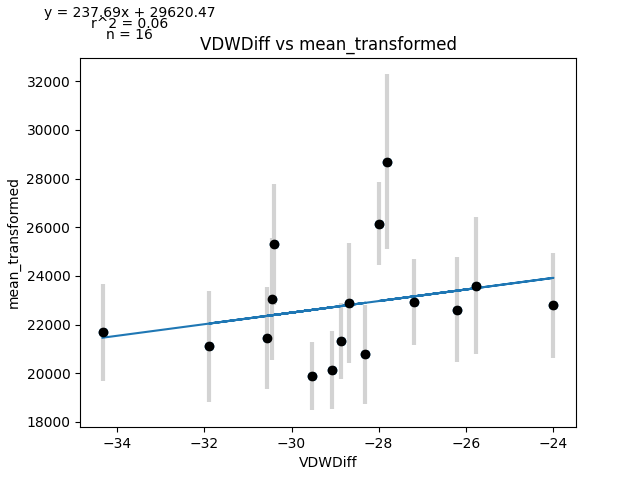 y = 237.69x + 29620.47
r^2 = 0.06
n = 16
VDWDiff vs mean_transformed
32000
30000
28000
26000
24000
22000
20000
18000
mean_transformed
−34
−32
−30
−28
−26
−24
VDWDiff